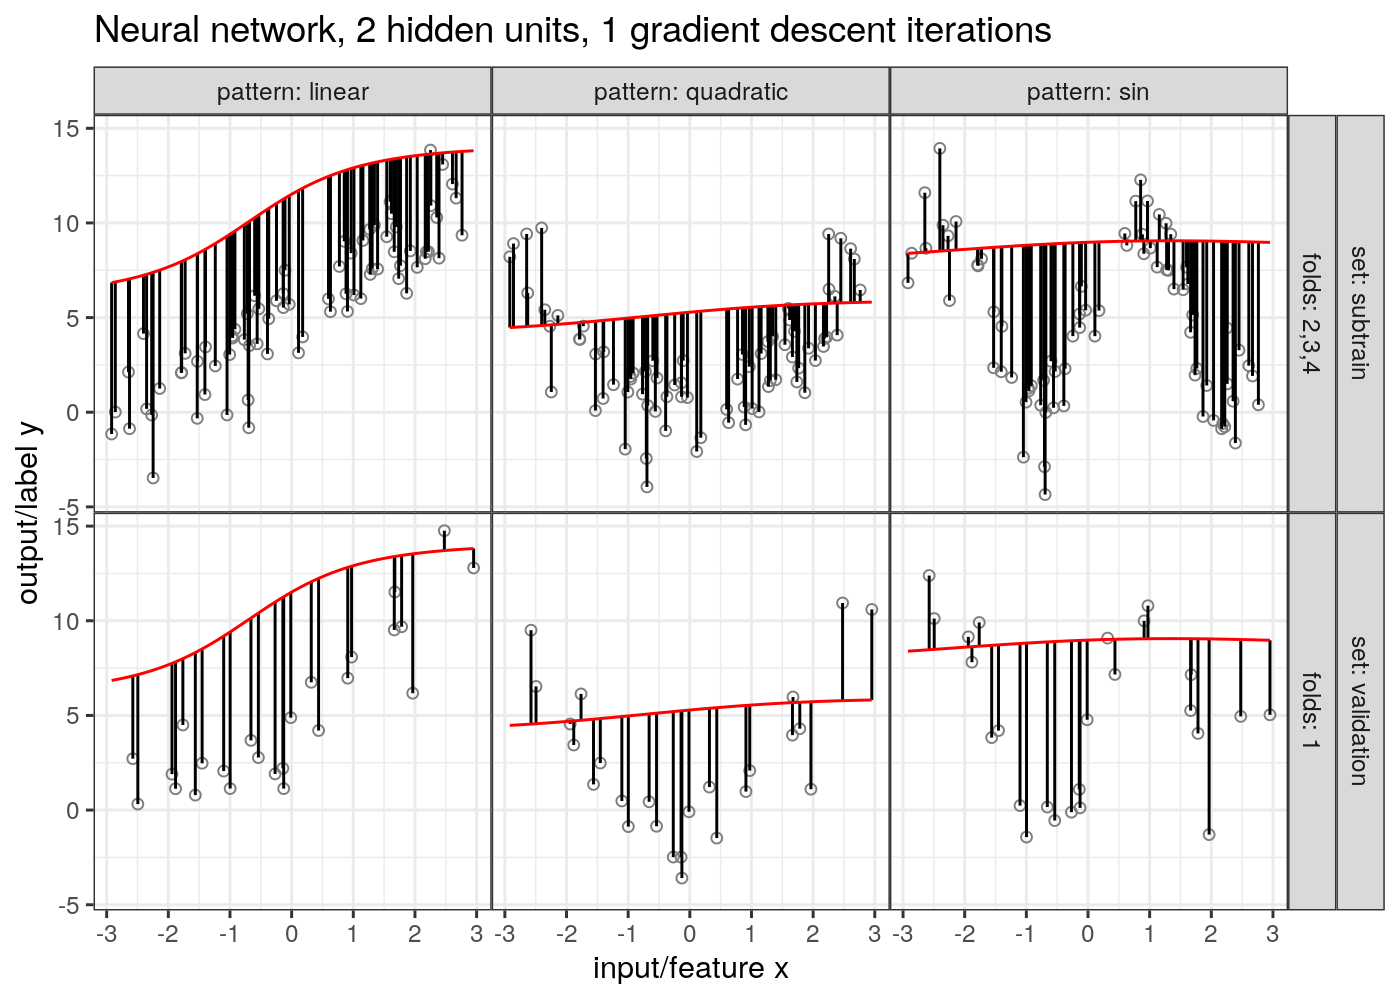 Neural network, 2 hidden units, 1 gradient descent iterations
pattern: linear
pattern: quadratic
pattern: sin
15
10
5
0
-5
folds: 2,3,4
set: subtrain
15
10
5
0
-5
folds: 1
set: validation
output/label y
-3 -2 -1 0 1 2 3
-3 -2 -1 0 1 2 3
-3 -2 -1 0 1 2 3
input/feature x